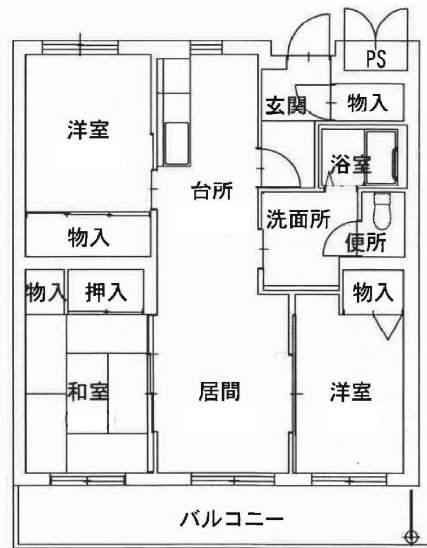 PS
玄関
物入
洋室
浴室
台所
洗面所
便所
物入
物入
押入
物入
和室
居間
洋室
バルコニー